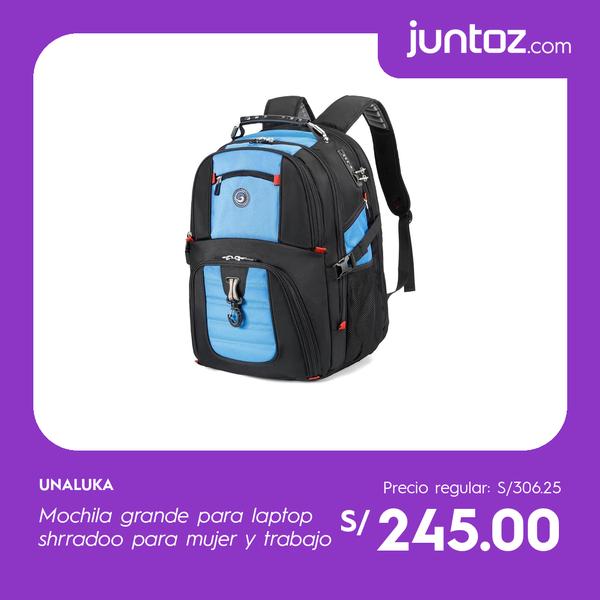 juntoz.com
UNALUKA
Mochila grande para laptop
shrradoo para mujer y trabajo
Precio regular: S/306.25
S/ 245.00